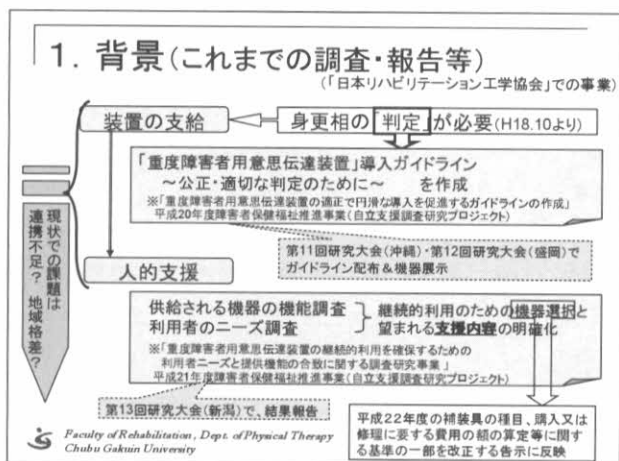 1. 背景(これまでの調査・報告等)
(「日本リハビリテーション工学協会」での事業)
装置の支給
身更相の「判定」が必要(H18.10より)
「重度障害者用意思伝達装置」導入ガイドライン
～公正・適切な判定のために～ を作成
※「重度障害者用意思伝達装置の適正で円滑な導入を促進するガイドラインの作成」
平成20年度障害者保健福祉推進事業(自立支援調査研究プロジェクト)
第11回研究大会(沖縄)・第12回研究大会(盛岡)で
ガイドライン配布&機器展示
現状での課題は
連携不足? 地域格差?
人的支援
供給される機器の機能調査
利用者のニーズ調査
継続的利用のための機器選択と
望まれる支援内容の明確化
※「重度障害者用意思伝達装置の継続的利用を確保するための
利用者ニーズと提供機能の合致に関する調査研究事業」
平成21年度障害者保健福祉推進事業(自立支援調査研究プロジェクト)
第13回研究大会(新潟)で、結果報告
平成22年度の補装具の種目、購入又は
修理に要する費用の額の算定等に関す
る基準の一部を改正する告示に反映
Faculty of Rehabilitation, Dept. of Physical Therapy
Chubu Gakuin University